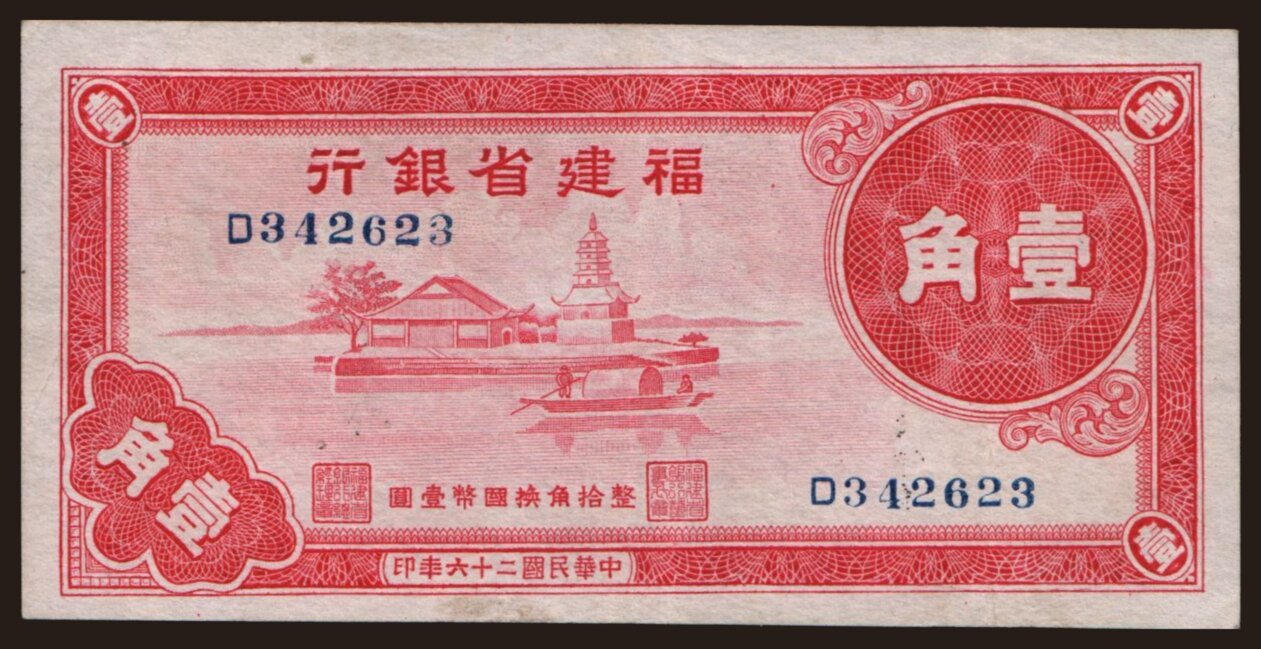 壹
壹
福建省銀行
D342623
壹角
壹角
整拾角換國幣壹圓
D342623
壹
中華民國二十六年印